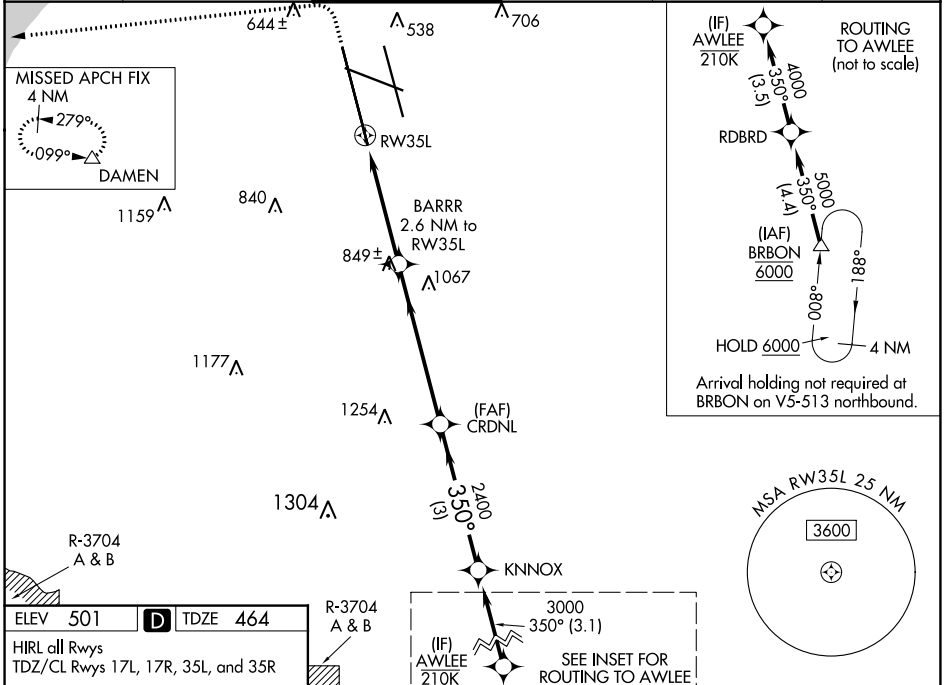 644±
538
706
MISSED APCH FIX
4 NM
279°
099°
DAMEN
RW35L
1159
840
BARRR
2.6 NM to
RW35L
849±
1067
1177
1254
(FAF)
CRDNL
1304
2400
350°
(3)
KNNOX
R-3704
A & B
ELEV 501
D
TDZE 464
HIRL all Rwys
TDZ/CL Rwys 17L, 17R, 35L, and 35R
R-3704
A & B
3000
350° (3.1)
(IF)
AWLEE
210K
SEE INSET FOR
ROUTING TO AWLEE
(IF)
AWLEE
210K
ROUTING
TO AWLEE
(not to scale)
4000
350°
(3.5)
RDBRD
5000
350°
(4.4)
(IAF)
BRBON
6000
008°
188°
HOLD 6000
4 NM
Arrival holding not required at
BRBON on V5-513 northbound.
MSA RW35L 25 NM
3600